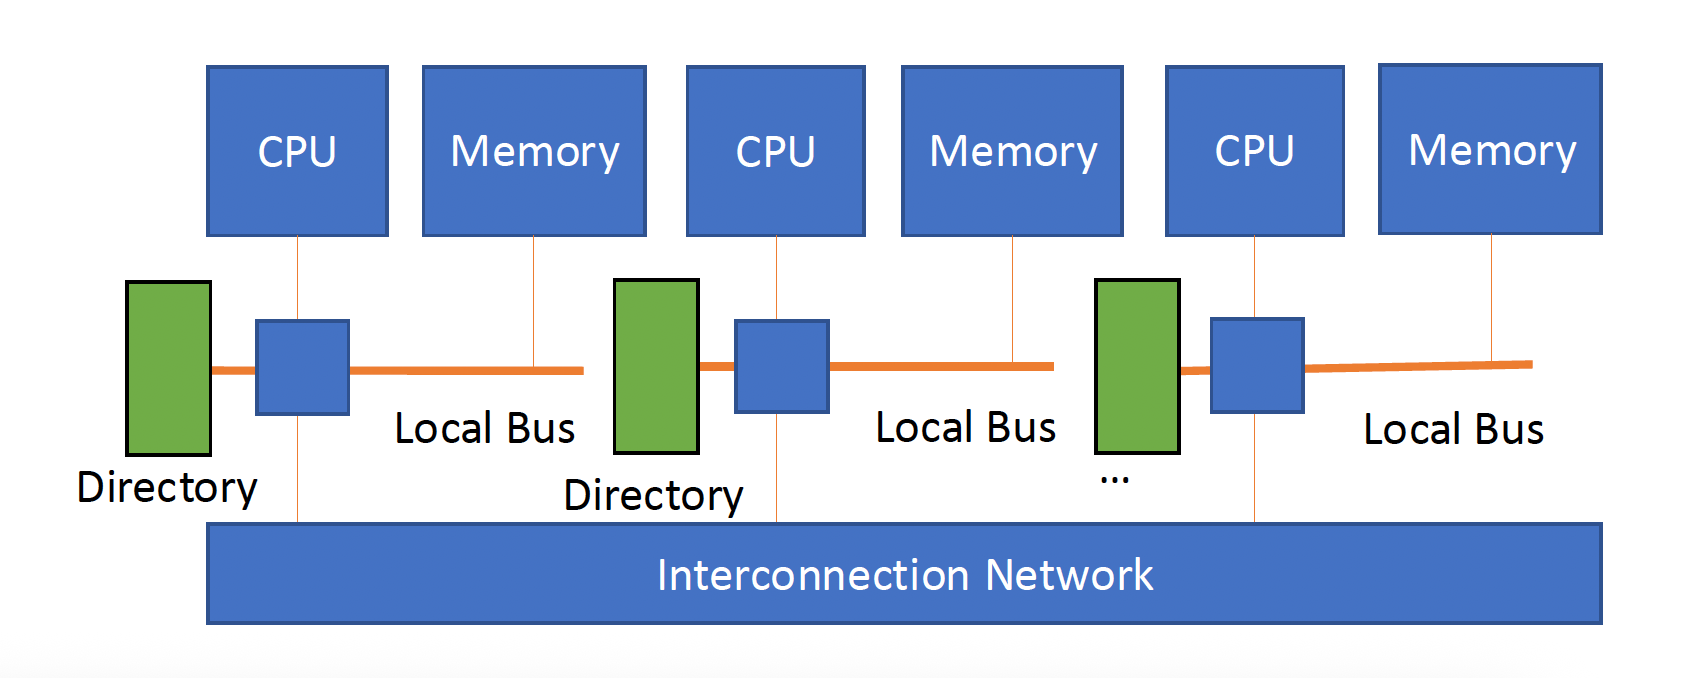 CPU
Memory
CPU
Memory
CPU
Memory
Local Bus
Local Bus
Local Bus
Directory
Directory
...
Interconnection Network